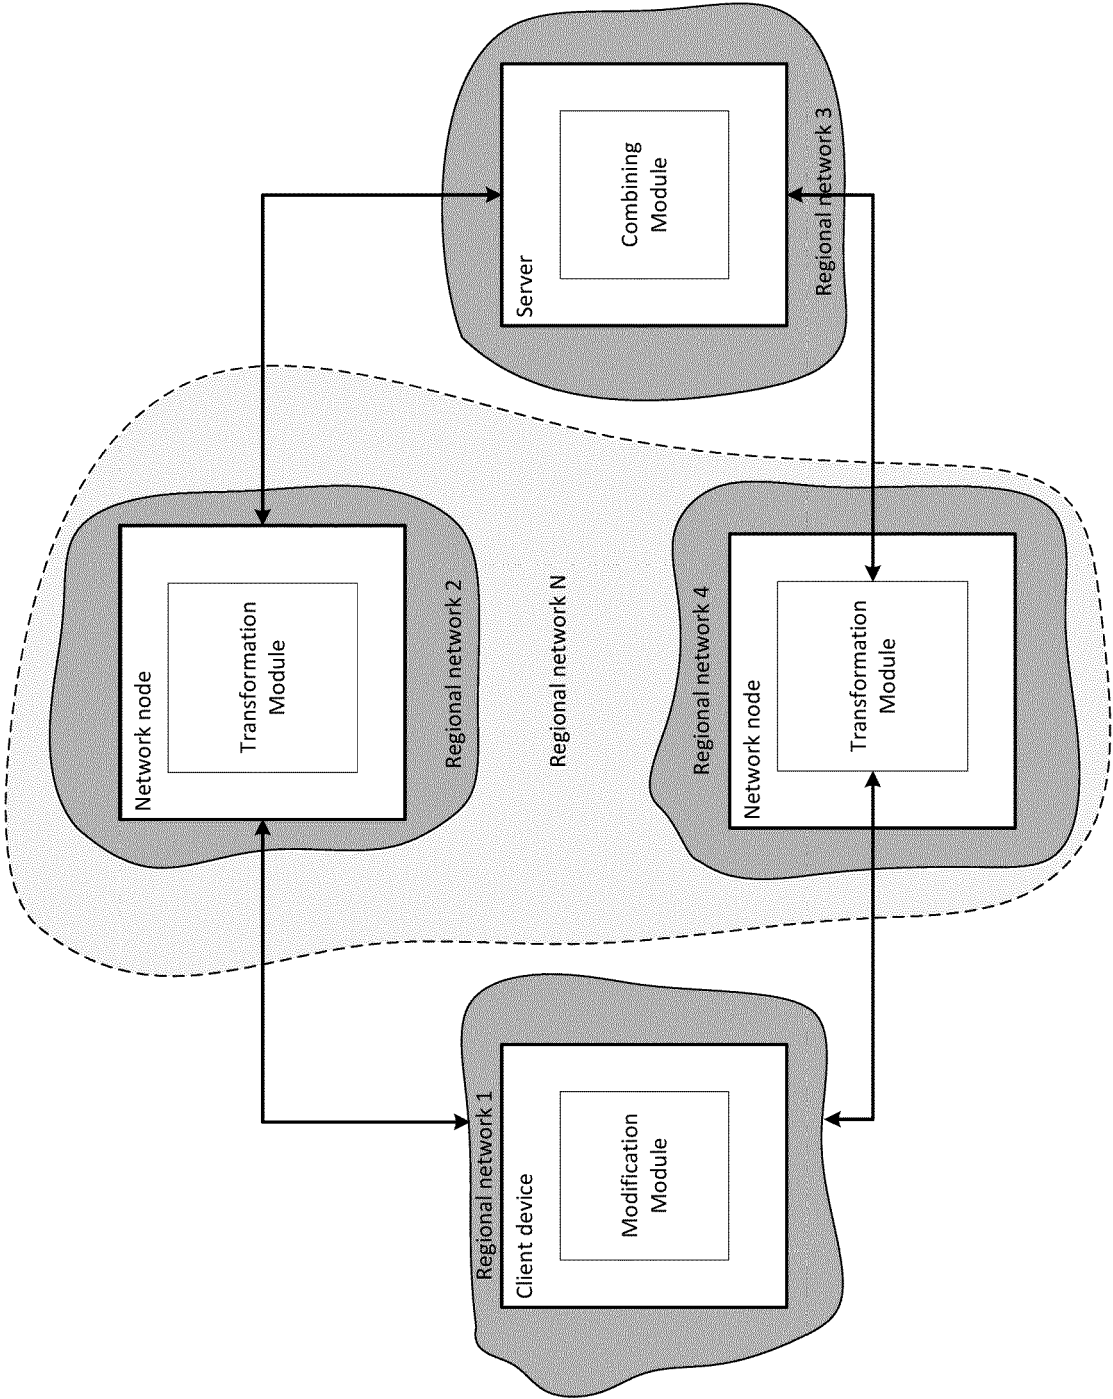 Regional network 1
Client device
Modification
Module
Network node
Transformation
Module
Regional network 2
Regional network N
Regional network 4
Network node
Transformation
Module
Server
Combining
Module
Regional network 3